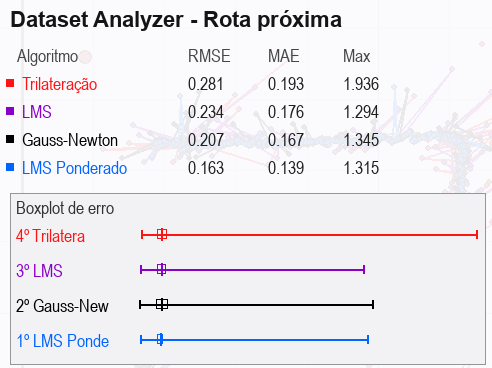 Dataset Analyzer - Rota próxima
Algoritmo RMSE MAE Max
Trilateração 0.281 0.193 1.936
LMS 0.234 0.176 1.294
Gauss-Newton 0.207 0.167 1.345
LMS Ponderado 0.163 0.139 1.315
Boxplot de erro
4º Trilatera
3º LMS
2º Gauss-New
1º LMS Ponde